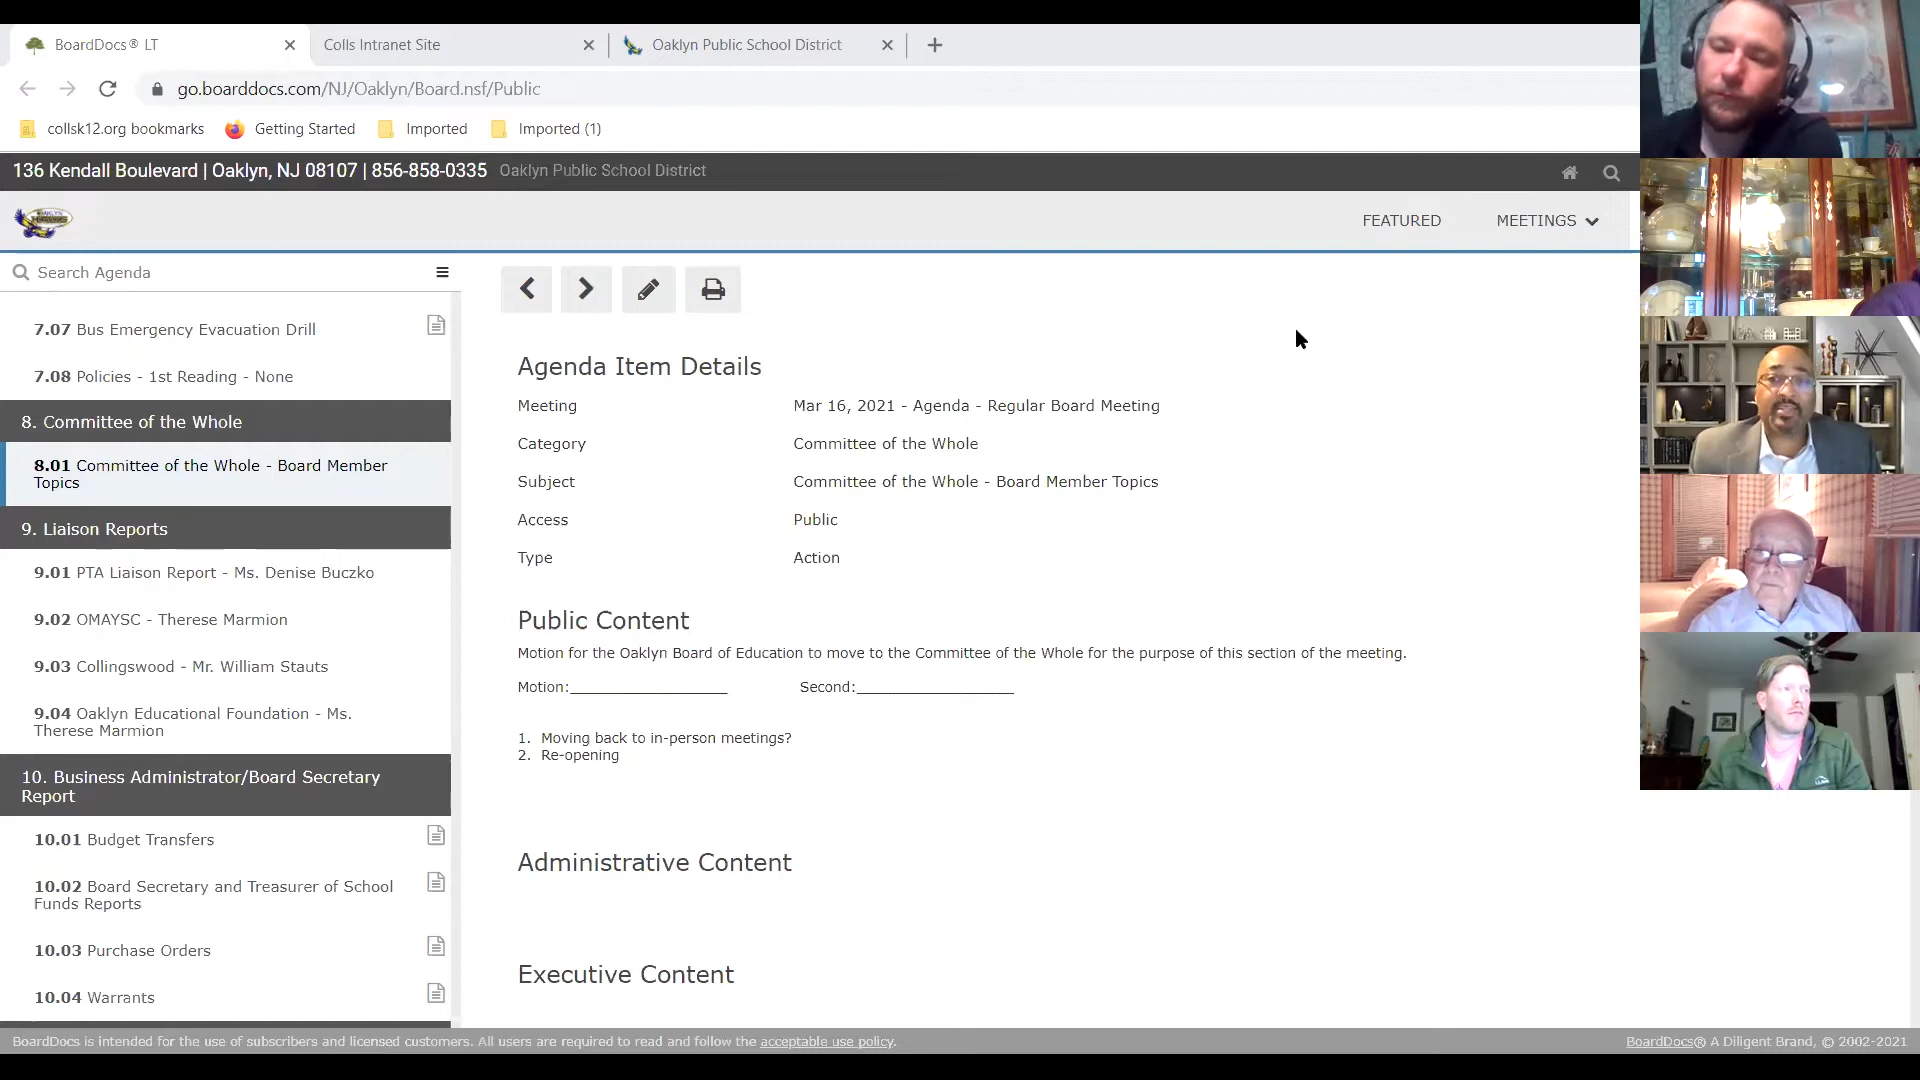 BoardDocs® LT
Colls Intranet Site
Oaklyn Public School District
go.boarddocs.com/NJ/Oaklyn/Board.nsf/Public
collsk12.org bookmarks
Getting Started
Imported
Imported (1)
136 Kendall Boulevard | Oaklyn, NJ 08107 | 856-858-0335
Oaklyn Public School District
FEATURED
MEETINGS
Search Agenda
7.07 Bus Emergency Evacuation Drill
7.08 Policies - 1st Reading - None
8. Committee of the Whole
8.01 Committee of the Whole - Board Member
Topics
9. Liaison Reports
9.01 PTA Liaison Report - Ms. Denise Buczko
9.02 OMAYSC - Therese Marmion
9.03 Collingswood - Mr. William Stauts
9.04 Oaklyn Educational Foundation - Ms.
Therese Marmion
10. Business Administrator/Board Secretary
Report
10.01 Budget Transfers
10.02 Board Secretary and Treasurer of School
Funds Reports
10.03 Purchase Orders
10.04 Warrants
Agenda Item Details
Meeting Mar 16, 2021 - Agenda - Regular Board Meeting
Category Committee of the Whole
Subject Committee of the Whole - Board Member Topics
Access Public
Type Action
Public Content
Motion for the Oaklyn Board of Education to move to the Committee of the Whole for the purpose of this section of the meeting.
Motion:___________________ Second:___________________
1. Moving back to in-person meetings?
2. Re-opening
Administrative Content
Executive Content
BoardDocs is intended for the use of subscribers and licensed customers. All users are required to read and follow the acceptable use policy.
BoardDocs® A Diligent Brand, © 2002-2021